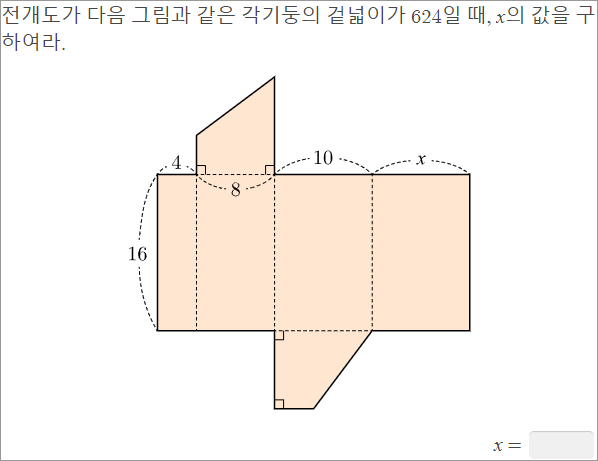 전개도가 다음 그림과 같은 각기둥의 겉넓이가 624일 때, x의 값을 구
하여라.
4
10
x
8
16
x =